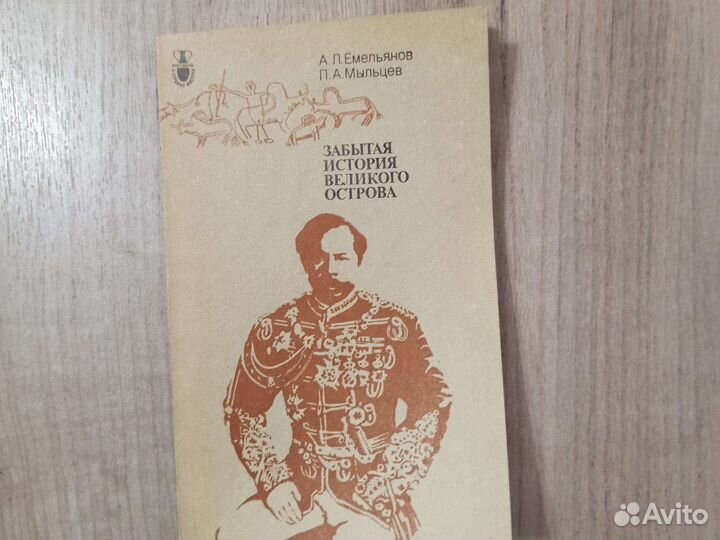 А.Л.Емельянов
П.А.Мыльцев
ЗАБЫТАЯ
ИСТОРИЯ
ВЕЛИКОГО
ОСТРОВА
Avito